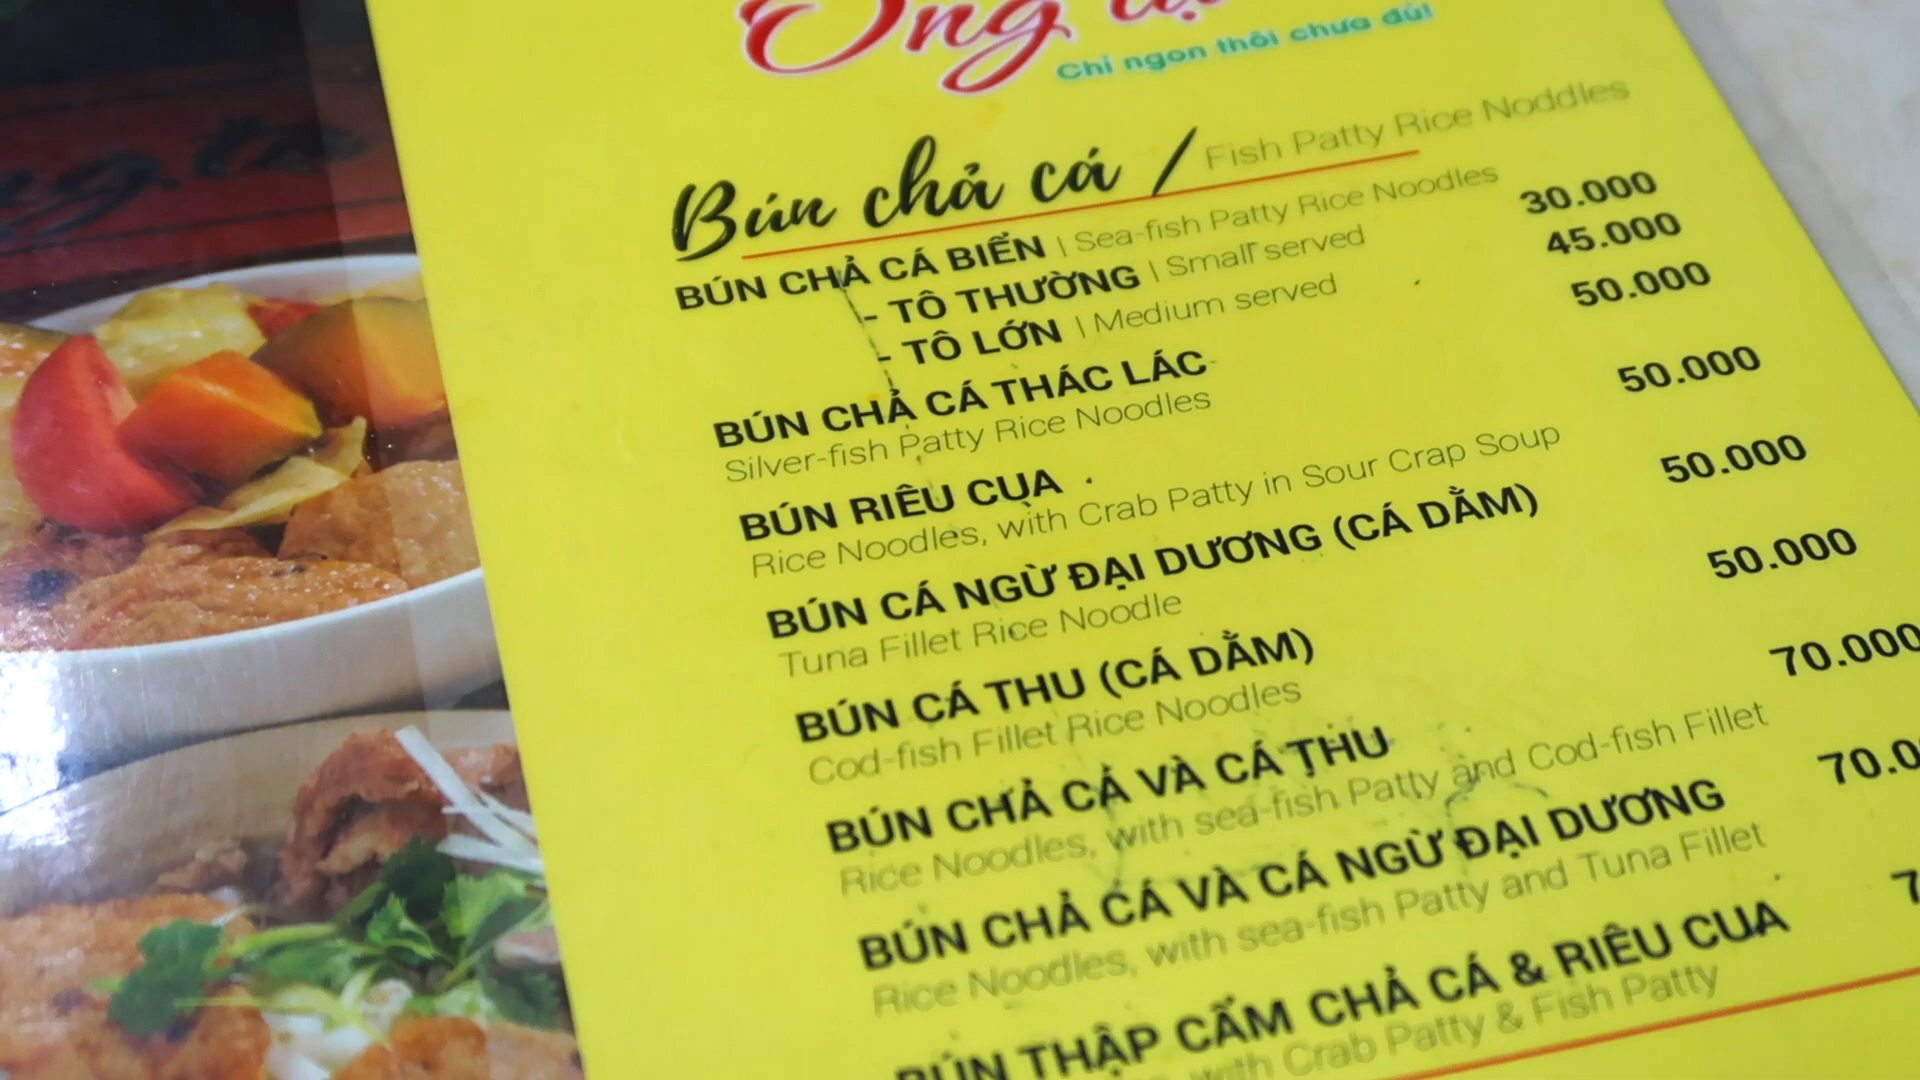 Ông
Chỉ ngon thôi chưa đủ!
Bún chả cá / Fish Patty Rice Noddles
BÚN CHẢ CÁ BIỂN | Sea-fish Patty Rice Noodles
- TÔ THƯỜNG | Small served 30.000
- TÔ LỚN | Medium served 45.000
BÚN CHẢ CÁ THÁC LÁC 50.000
Silver-fish Patty Rice Noodles
BÚN RIÊU CUA 50.000
Rice Noodles, with Crab Patty in Sour Crap Soup
BÚN CÁ NGỪ ĐẠI DƯƠNG (CÁ DẰM) 50.000
Tuna Fillet Rice Noodle
BÚN CÁ THU (CÁ DẰM) 50.000
Cod-fish Fillet Rice Noodles
BÚN CHẢ CÁ VÀ CÁ THU 70.000
Rice Noodles, with sea-fish Patty and Cod-fish Fillet
BÚN CHẢ CÁ VÀ CÁ NGỪ ĐẠI DƯƠNG 70.0
Rice Noodles, with sea-fish Patty and Tuna Fillet
BÚN THẬP CẨM CHẢ CÁ & RIÊU CUA 7
with Crab Patty & Fish Patty